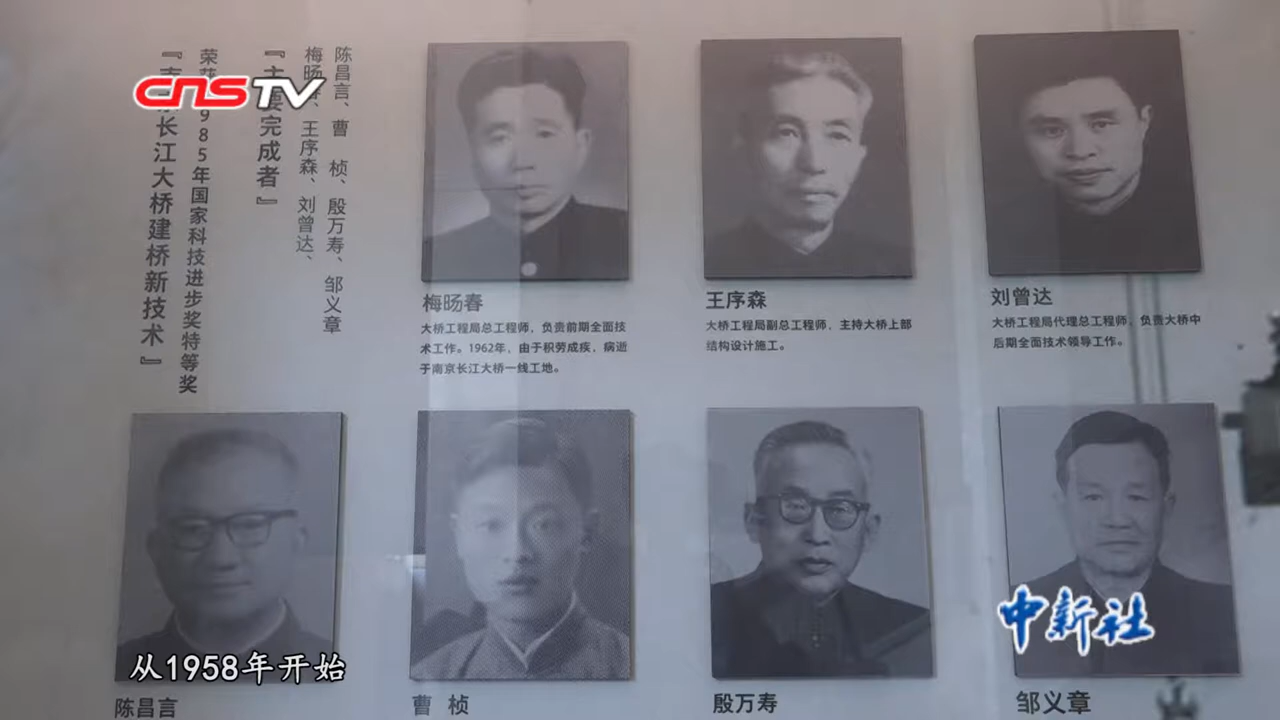 CNSTV
『南京长江大桥建桥新技术』
荣获1985年国家科技进步奖特等奖
『主要完成者』
梅旸春、王序森、刘曾达、
陈昌言、曹 桢、殷万寿、邹义章
梅旸春
大桥工程局总工程师，负责前期全面技
术工作。1962年，由于积劳成疾，病逝
于南京长江大桥一线工地。
王序森
大桥工程局副总工程师，主持大桥上部
结构设计施工。
刘曾达
大桥工程局代理总工程师，负责大桥中
后期全面技术领导工作。
陈昌言
曹 桢
殷万寿
邹义章
中新社
从1958年开始